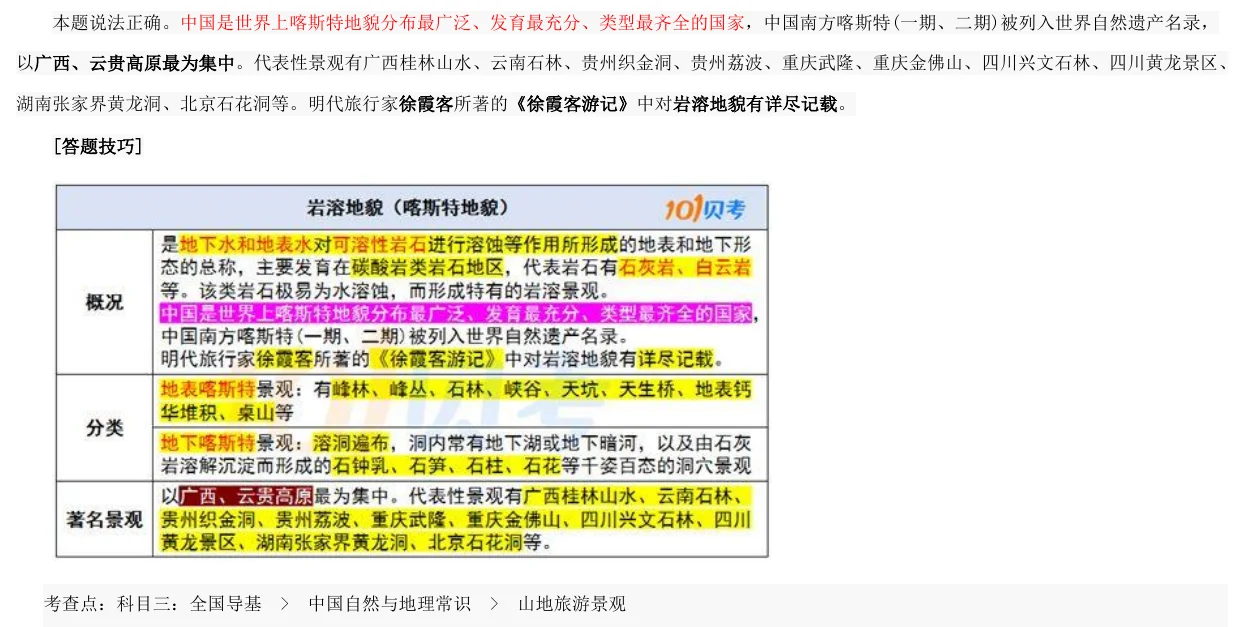 本题说法正确。中国是世界上喀斯特地貌分布最广泛、发育最充分、类型最齐全的国家，中国南方喀斯特(一期、二期)被列入世界自然遗产名录，
以广西、云贵高原最为集中。代表性景观有广西桂林山水、云南石林、贵州织金洞、贵州荔波、重庆武隆、重庆金佛山、四川兴文石林、四川黄龙景区、
湖南张家界黄龙洞、北京石花洞等。明代旅行家徐霞客所著的《徐霞客游记》中对岩溶地貌有详尽记载。
[答题技巧]
岩溶地貌（喀斯特地貌）
101贝考
概况
是地下水和地表水对可溶性岩石进行溶蚀等作用所形成的地表和地下形
态的总称，主要发育在碳酸岩类岩石地区，代表岩石有石灰岩、白云岩
等。该类岩石极易为水溶蚀，而形成特有的岩溶景观。
中国是世界上喀斯特地貌分布最广泛、发育最充分、类型最齐全的国家，
中国南方喀斯特(一期、二期)被列入世界自然遗产名录。
明代旅行家徐霞客所著的《徐霞客游记》中对岩溶地貌有详尽记载。
分类
地表喀斯特景观：有峰林、峰丛、石林、峡谷、天坑、天生桥、地表钙
华堆积、桌山等
地下喀斯特景观：溶洞遍布，洞内常有地下湖或地下暗河，以及由石灰
岩溶解沉淀而形成的石钟乳、石笋、石柱、石花等千姿百态的洞穴景观
著名景观
以广西、云贵高原最为集中。代表性景观有广西桂林山水、云南石林、
贵州织金洞、贵州荔波、重庆武隆、重庆金佛山、四川兴文石林、四川
黄龙景区、湖南张家界黄龙洞、北京石花洞等。
考查点：科目三：全国导基 > 中国自然与地理常识 > 山地旅游景观